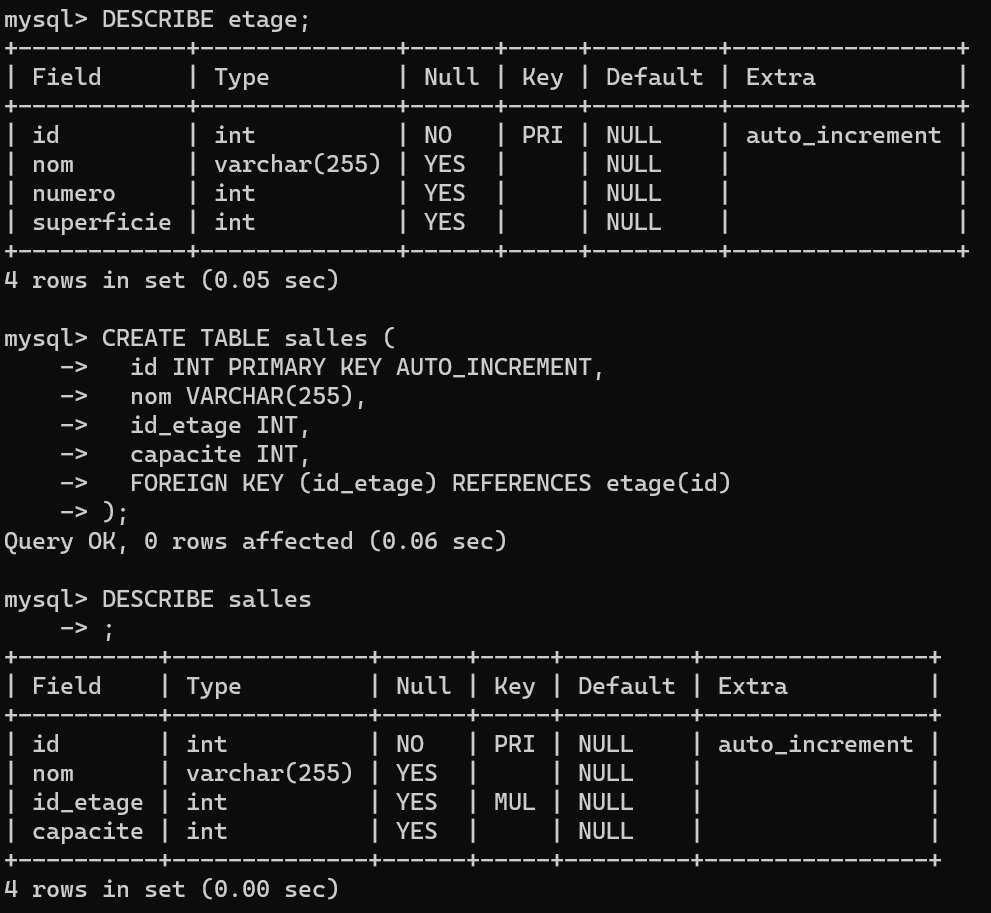 mysql> DESCRIBE etage;
+------------+--------------+------+-----+---------+----------------+
| Field      | Type         | Null | Key | Default | Extra          |
+------------+--------------+------+-----+---------+----------------+
| id         | int          | NO   | PRI | NULL    | auto_increment |
| nom        | varchar(255) | YES  |     | NULL    |                |
| numero     | int          | YES  |     | NULL    |                |
| superficie | int          | YES  |     | NULL    |                |
+------------+--------------+------+-----+---------+----------------+
4 rows in set (0.05 sec)

mysql> CREATE TABLE salles (
    ->   id INT PRIMARY KEY AUTO_INCREMENT,
    ->   nom VARCHAR(255),
    ->   id_etage INT,
    ->   capacite INT,
    ->   FOREIGN KEY (id_etage) REFERENCES etage(id)
    -> );
Query OK, 0 rows affected (0.06 sec)

mysql> DESCRIBE salles
    -> ;
+----------+--------------+------+-----+---------+----------------+
| Field    | Type         | Null | Key | Default | Extra          |
+----------+--------------+------+-----+---------+----------------+
| id       | int          | NO   | PRI | NULL    | auto_increment |
| nom      | varchar(255) | YES  |     | NULL    |                |
| id_etage | int          | YES  | MUL | NULL    |                |
| capacite | int          | YES  |     | NULL    |                |
+----------+--------------+------+-----+---------+----------------+
4 rows in set (0.00 sec)